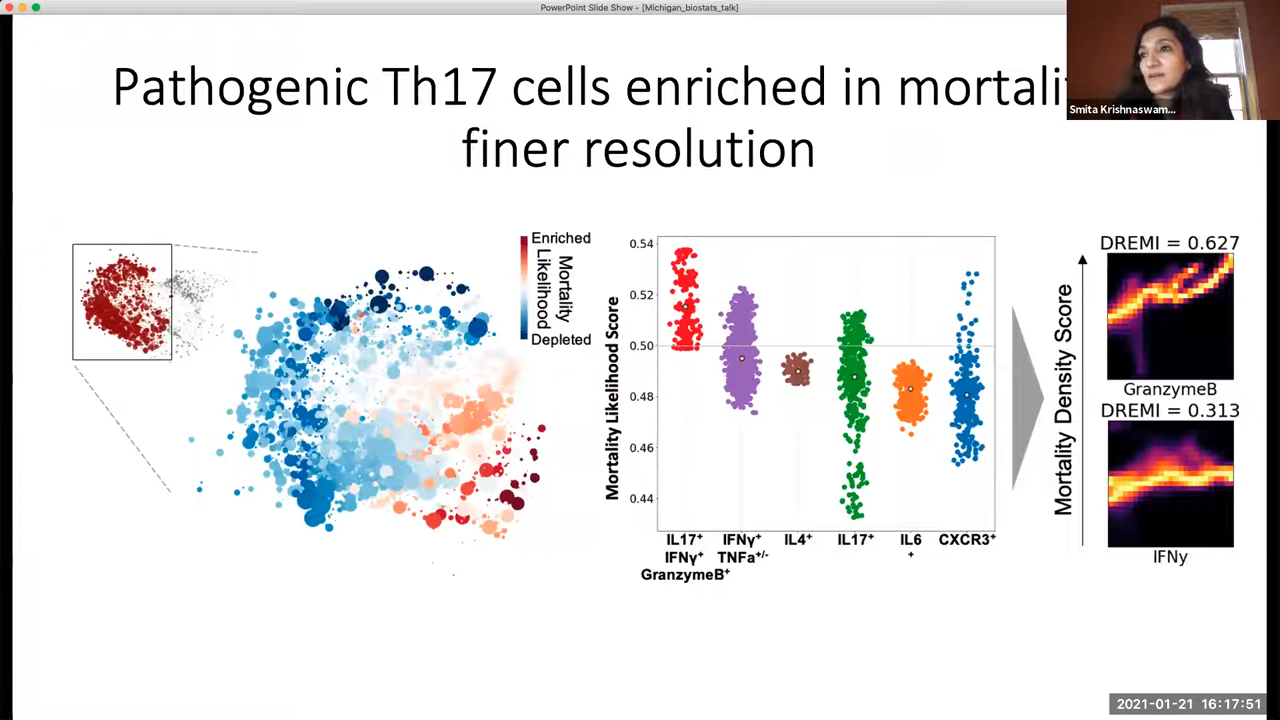 PowerPoint Slide Show - [Michigan_biostats_talk]
Smita Krishnaswam...
Pathogenic Th17 cells enriched in mortali
finer resolution
Enriched
Mortality
Likelihood
Depleted
Mortality Likelihood Score
0.54
0.52
0.50
0.48
0.46
0.44
IL17⁺
IFNγ⁺
GranzymeB⁺
IFNγ⁺
TNFa⁺/⁻
IL4⁺
IL17⁺
IL6
⁺
CXCR3⁺
Mortality Density Score
DREMI = 0.627
GranzymeB
DREMI = 0.313
IFNy
2021-01-21 16:17:51